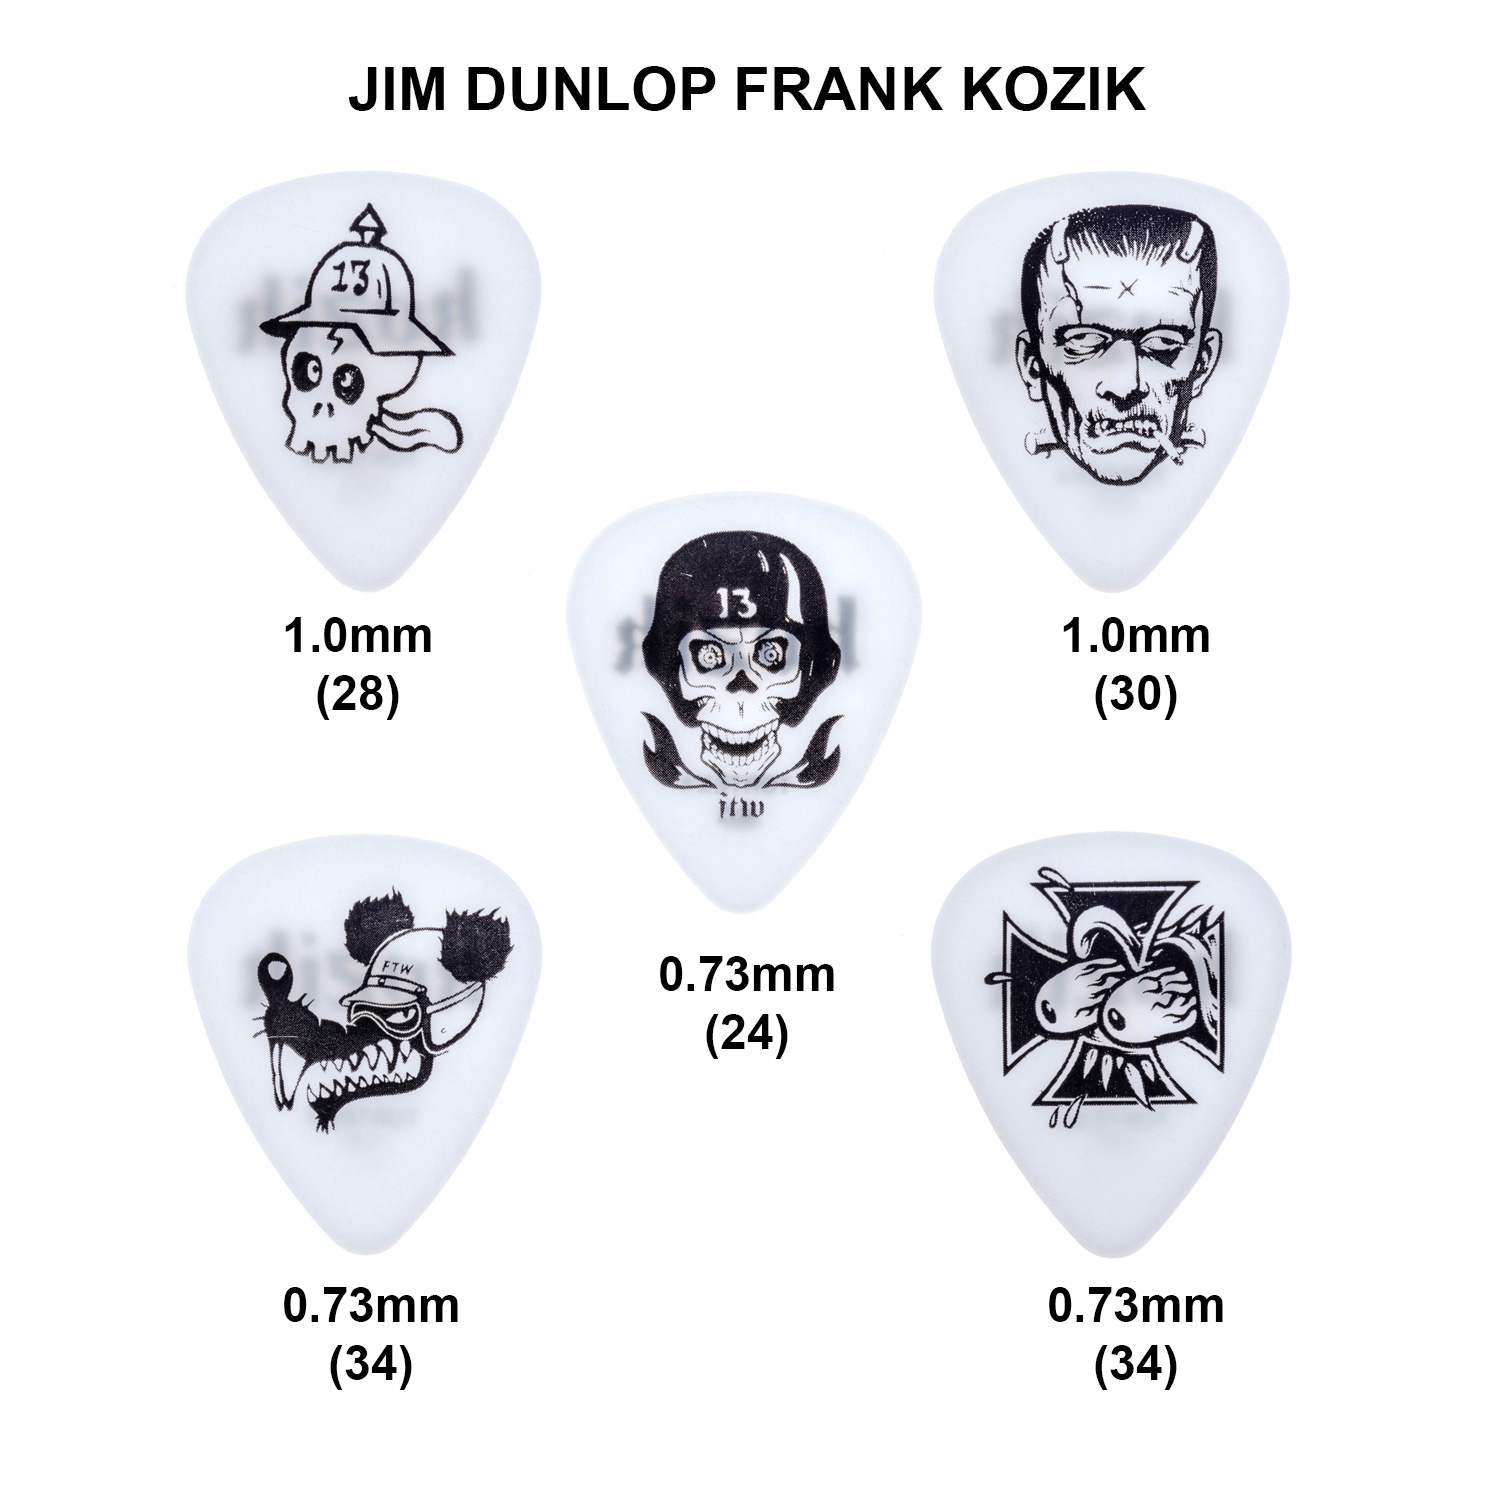 JIM DUNLOP FRANK KOZIK
13
1.0mm
(28)
1.0mm
(30)
13
ftw
0.73mm
(24)
FTW
C
0.73mm
(34)
0.73mm
(34)